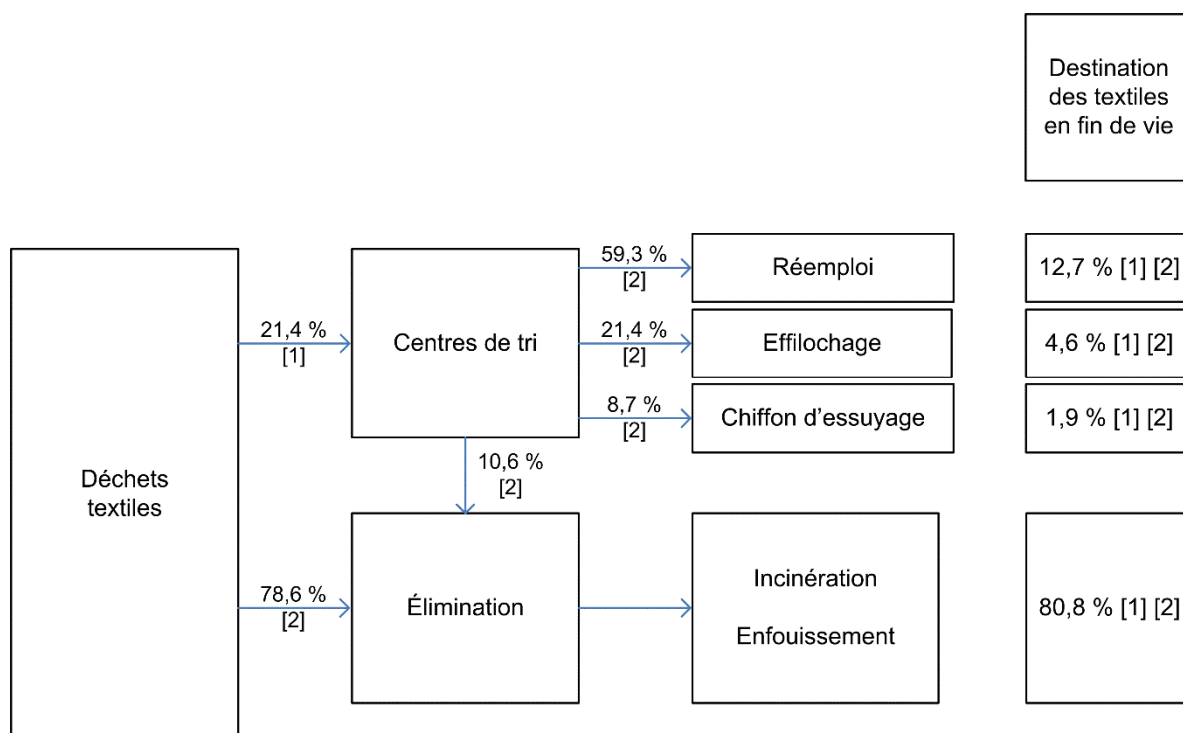 Destination
des textiles
en fin de vie
59,3 %
[2]
Réemploi
12,7 % [1] [2]
21,4 %
[1]
Centres de tri
21,4 %
[2]
Effilochage
4,6 % [1] [2]
8,7 %
[2]
Chiffon d'essuyage
1,9 % [1] [2]
10,6 %
[2]
Déchets
textiles
78,6 %
[2]
Élimination
Incinération
Enfouissement
80,8 % [1] [2]